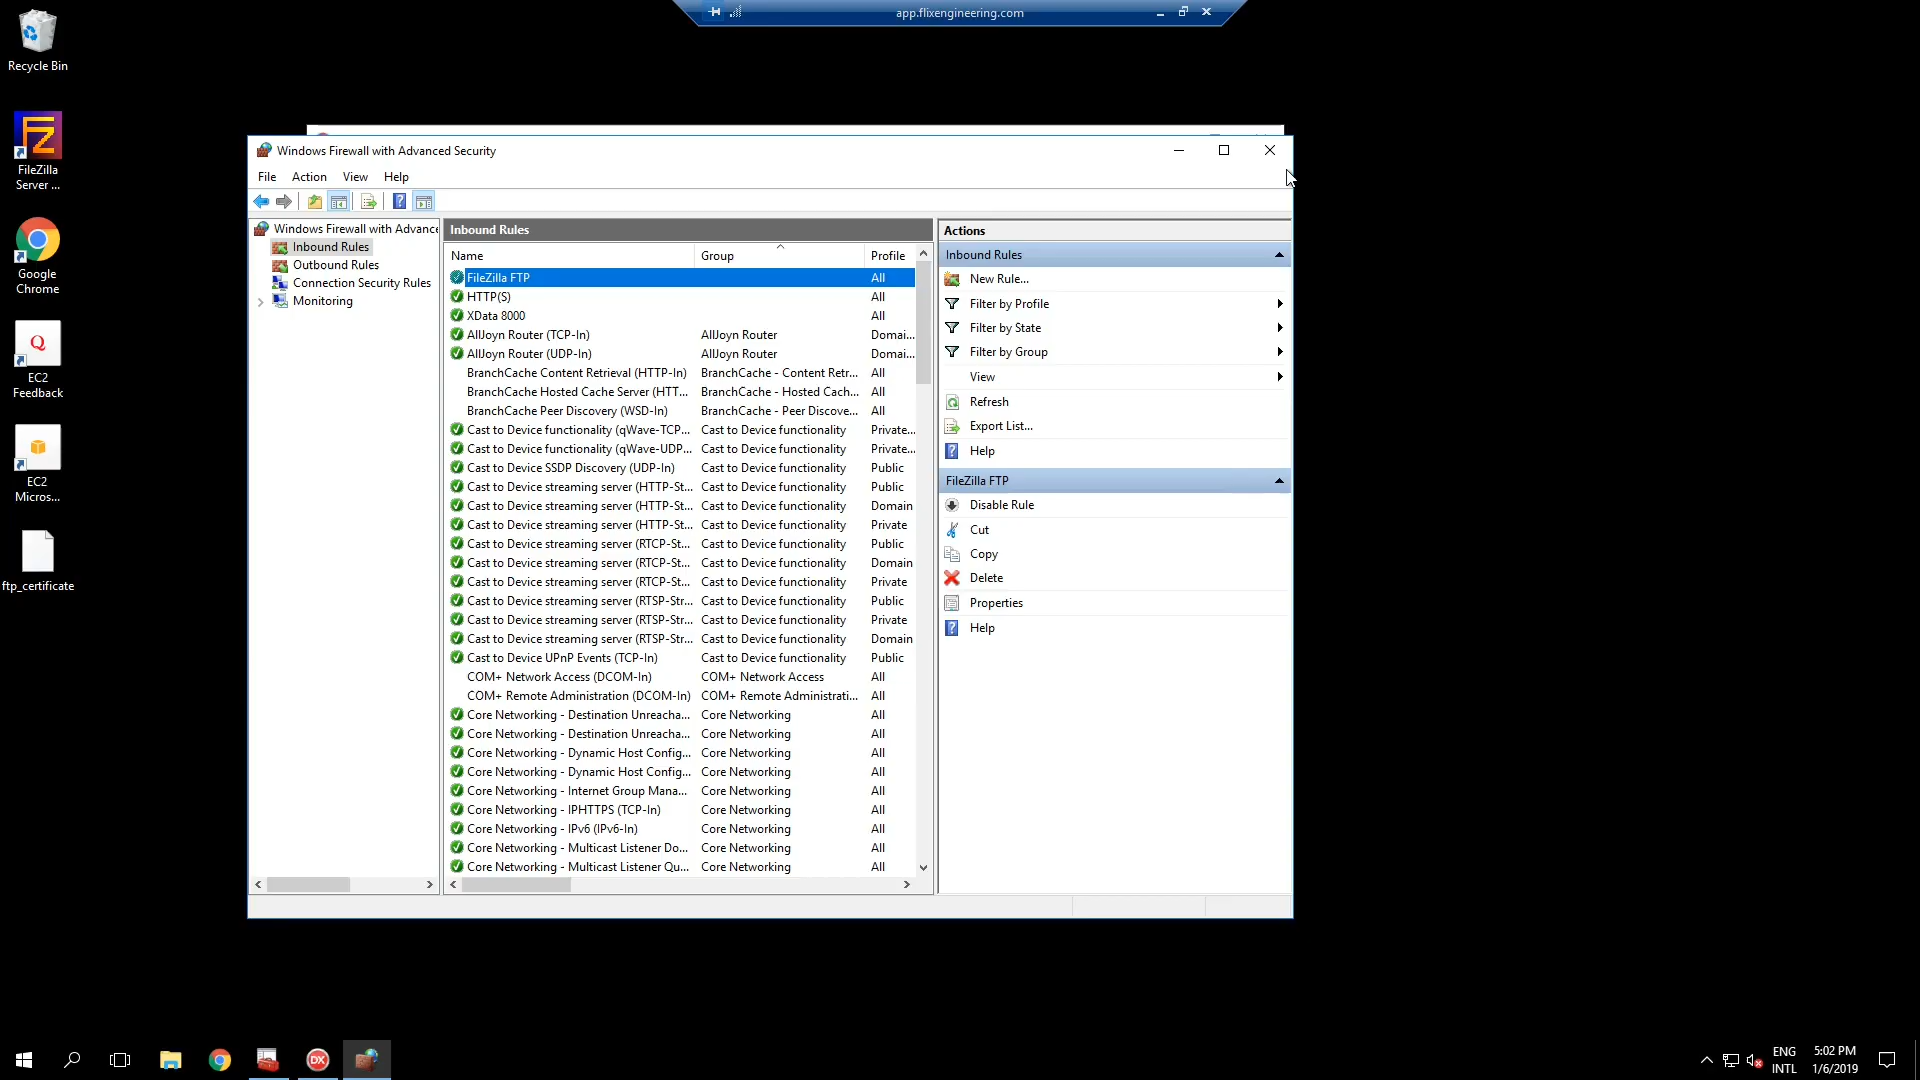 app.flixengineering.com
Recycle Bin
FileZilla
Server ...
Google
Chrome
EC2
Feedback
EC2
Micros...
ftp_certificate
Windows Firewall with Advanced Security
File Action View Help
Windows Firewall with Advance
Inbound Rules
Outbound Rules
Connection Security Rules
Monitoring
Inbound Rules
Name Group Profile
FileZilla FTP All
HTTP(S) All
XData 8000 All
AllJoyn Router (TCP-In) AllJoyn Router Domai...
AllJoyn Router (UDP-In) AllJoyn Router Domai...
BranchCache Content Retrieval (HTTP-In) BranchCache - Content Retr... All
BranchCache Hosted Cache Server (HTT... BranchCache - Hosted Cach... All
BranchCache Peer Discovery (WSD-In) BranchCache - Peer Discove... All
Cast to Device functionality (qWave-TCP... Cast to Device functionality Private...
Cast to Device functionality (qWave-UDP... Cast to Device functionality Private...
Cast to Device SSDP Discovery (UDP-In) Cast to Device functionality Public
Cast to Device streaming server (HTTP-St... Cast to Device functionality Public
Cast to Device streaming server (HTTP-St... Cast to Device functionality Domain
Cast to Device streaming server (HTTP-St... Cast to Device functionality Private
Cast to Device streaming server (RTCP-St... Cast to Device functionality Public
Cast to Device streaming server (RTCP-St... Cast to Device functionality Domain
Cast to Device streaming server (RTCP-St... Cast to Device functionality Private
Cast to Device streaming server (RTSP-Str... Cast to Device functionality Public
Cast to Device streaming server (RTSP-Str... Cast to Device functionality Private
Cast to Device streaming server (RTSP-Str... Cast to Device functionality Domain
Cast to Device UPnP Events (TCP-In) Cast to Device functionality Public
COM+ Network Access (DCOM-In) COM+ Network Access All
COM+ Remote Administration (DCOM-In) COM+ Remote Administrati... All
Core Networking - Destination Unreacha... Core Networking All
Core Networking - Destination Unreacha... Core Networking All
Core Networking - Dynamic Host Config... Core Networking All
Core Networking - Dynamic Host Config... Core Networking All
Core Networking - Internet Group Mana... Core Networking All
Core Networking - IPHTTPS (TCP-In) Core Networking All
Core Networking - IPv6 (IPv6-In) Core Networking All
Core Networking - Multicast Listener Do... Core Networking All
Core Networking - Multicast Listener Qu... Core Networking All
Actions
Inbound Rules
New Rule...
Filter by Profile
Filter by State
Filter by Group
View
Refresh
Export List...
Help
FileZilla FTP
Disable Rule
Cut
Copy
Delete
Properties
Help
DX
ENG
INTL
5:02 PM
1/6/2019